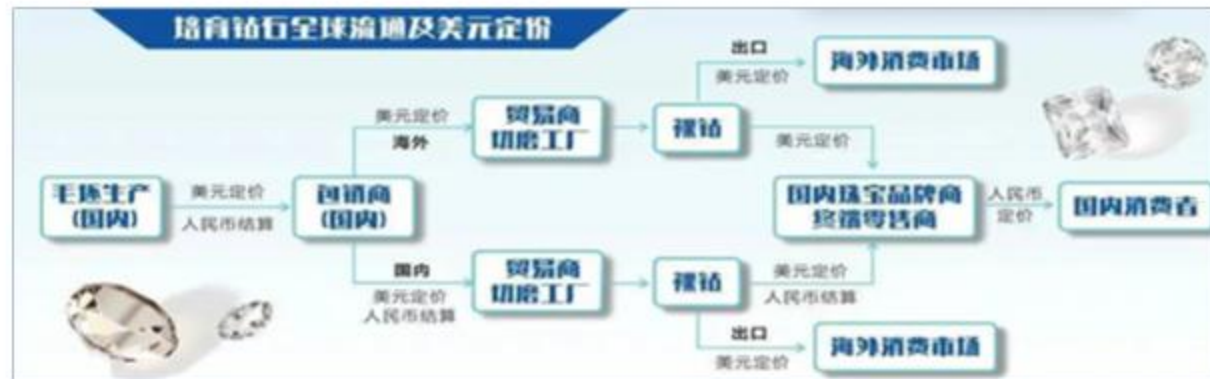 培育钻石全球流通及美元定价
出口
美元定价
海外消费市场
美元定价
海外
贸易商
切磨工厂
裸钻
美元定价
毛坯生产
(国内)
美元定价
人民币结算
包销商
(国内)
国内珠宝品牌商
终端零售商
人民币
定价
国内消费者
国内
美元定价
人民币结算
贸易商
切磨工厂
裸钻
美元定价
人民币结算
出口
美元定价
海外消费市场